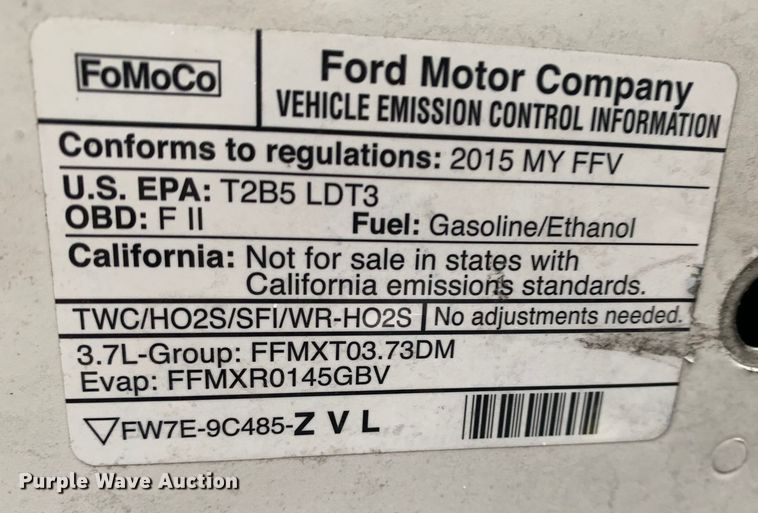 FoMoCo
Ford Motor Company
VEHICLE EMISSION CONTROL INFORMATION
Conforms to regulations: 2015 MY FFV
U.S. EPA: T2B5 LDT3
OBD: F II Fuel: Gasoline/Ethanol
California: Not for sale in states with
California emissions standards.
TWC/HO2S/SFI/WR-HO2S No adjustments needed.
3.7L-Group: FFMXT03.73DM
Evap: FFMXR0145GBV
FW7E-9C485-Z V L
Purple Wave Auction